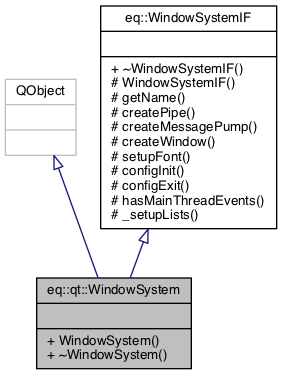 eq::WindowSystemIF
+ ~WindowSystemIF()
# WindowSystemIF()
# getName()
# createPipe()
# createMessagePump()
# createWindow()
# setupFont()
# configInit()
# configExit()
# hasMainThreadEvents()
# _setupLists()
QObject
eq::qt::WindowSystem
+ WindowSystem()
+ ~WindowSystem()